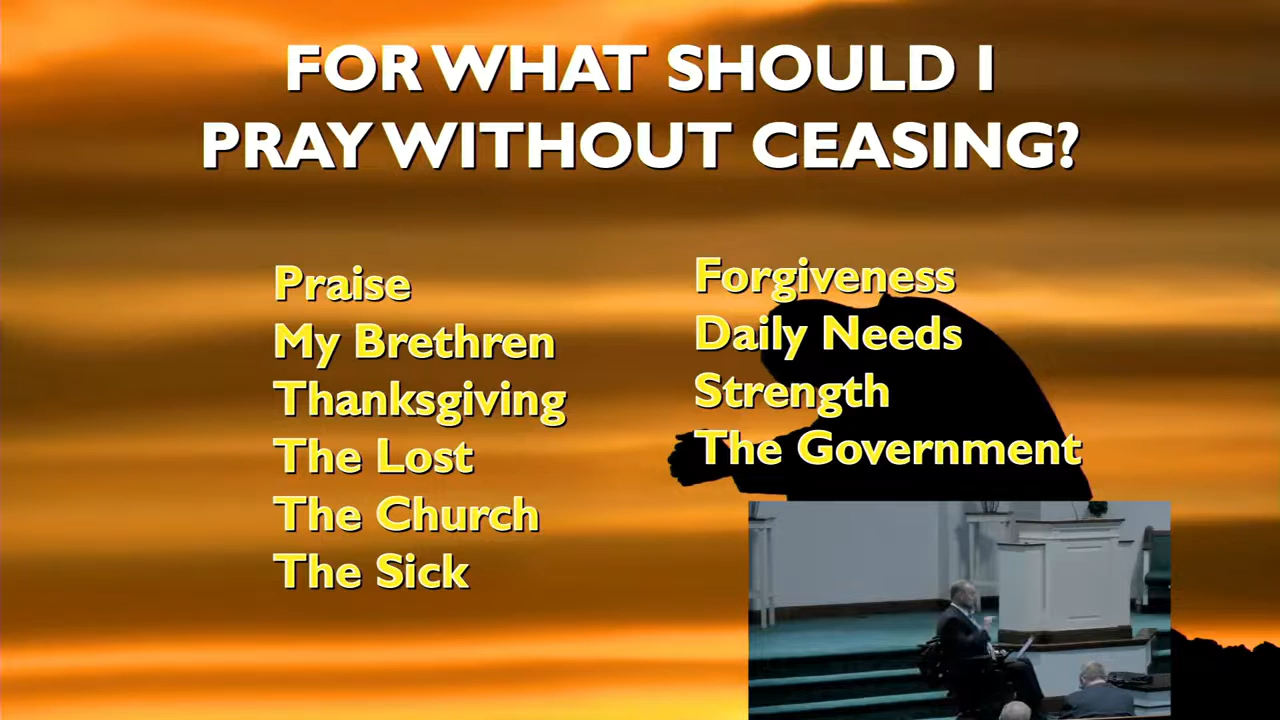 FOR WHAT SHOULD I
PRAY WITHOUT CEASING?
Praise
My Brethren
Thanksgiving
The Lost
The Church
The Sick
Forgiveness
Daily Needs
Strength
The Government